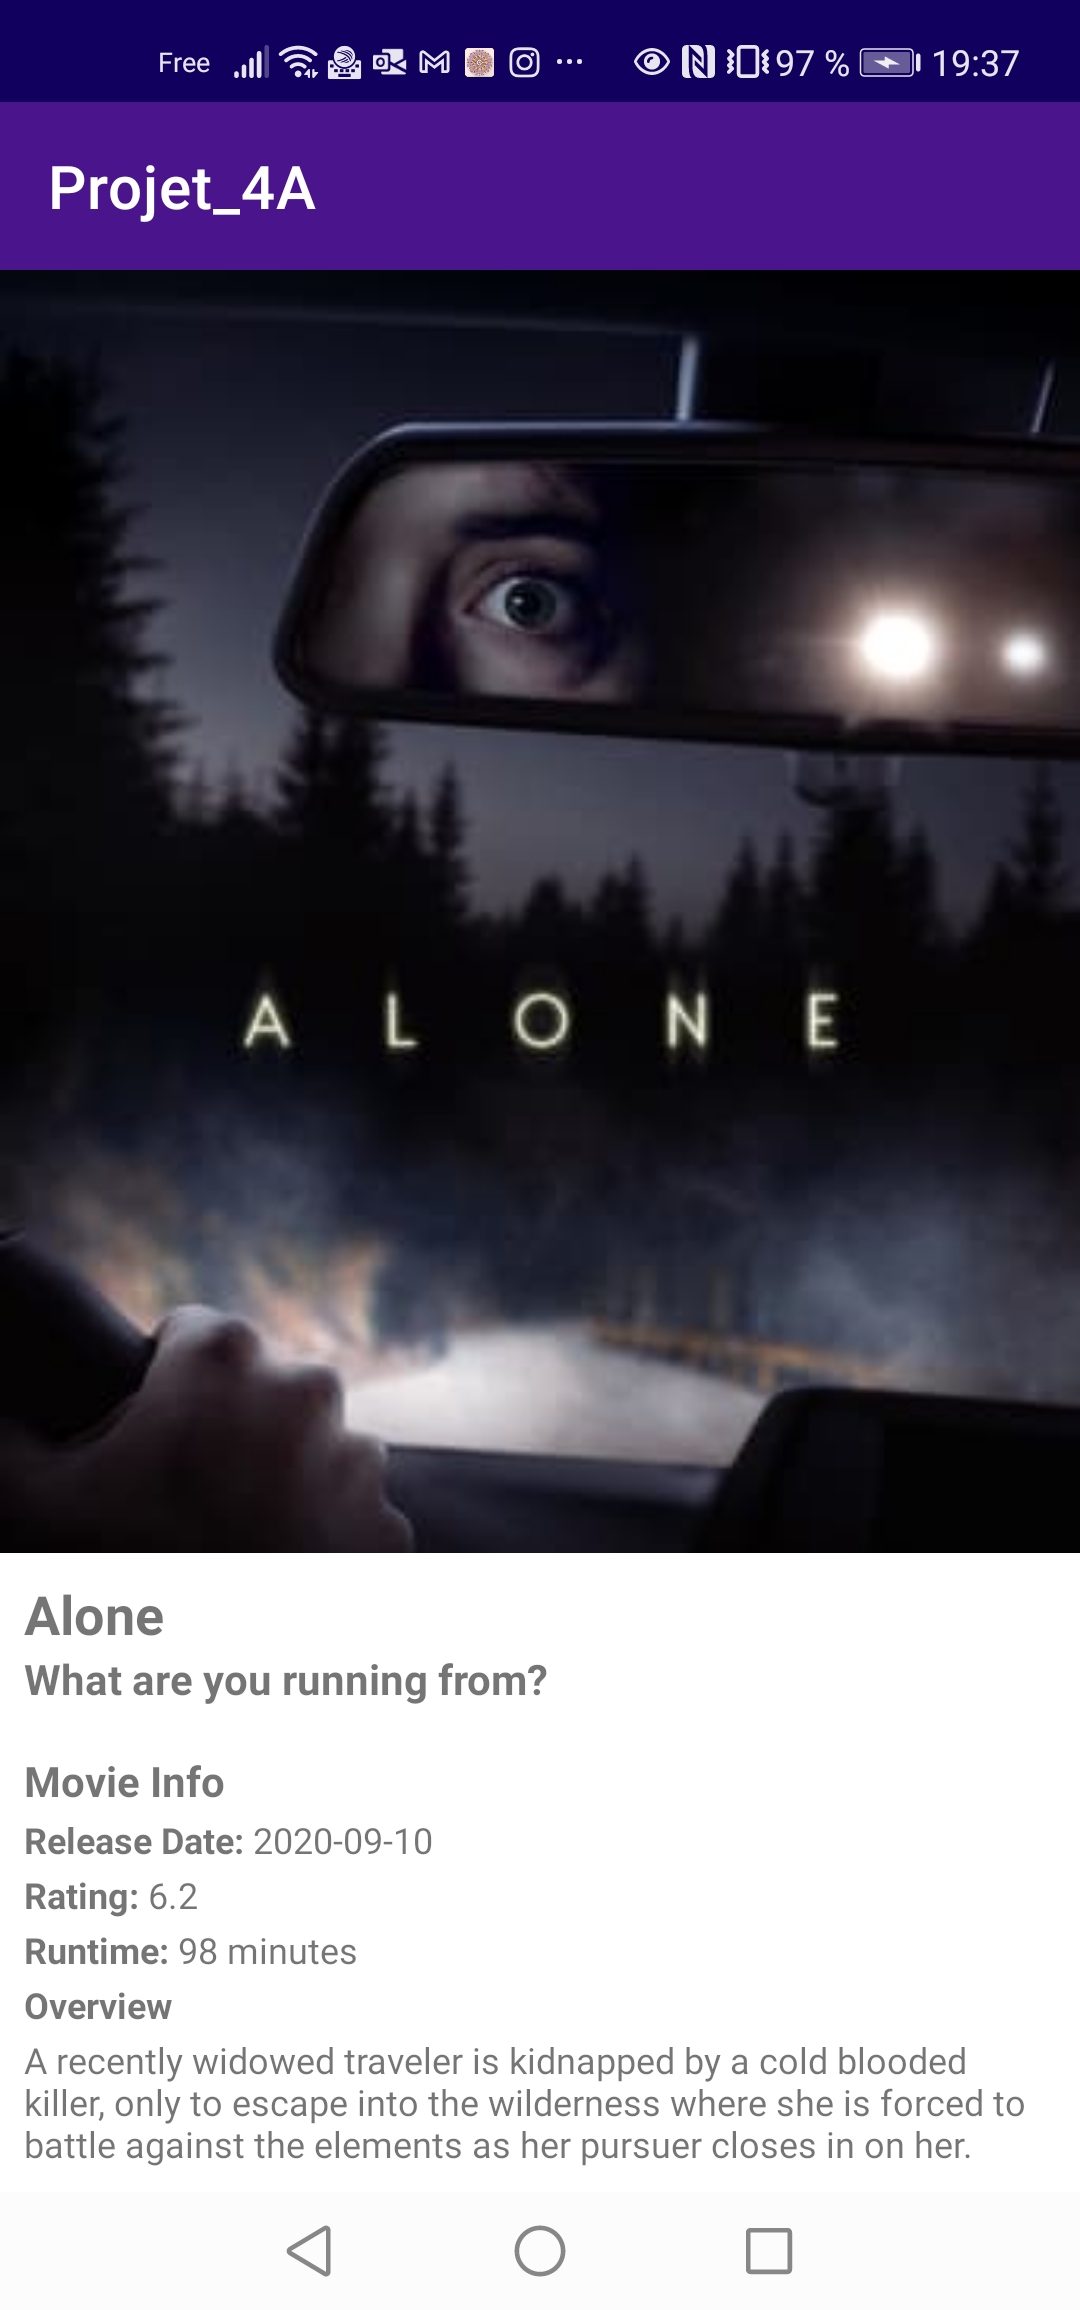 Free 97 % 19:37
Projet_4A
ALONE
Alone
What are you running from?
Movie Info
Release Date: 2020-09-10
Rating: 6.2
Runtime: 98 minutes
Overview
A recently widowed traveler is kidnapped by a cold blooded
killer, only to escape into the wilderness where she is forced to
battle against the elements as her pursuer closes in on her.